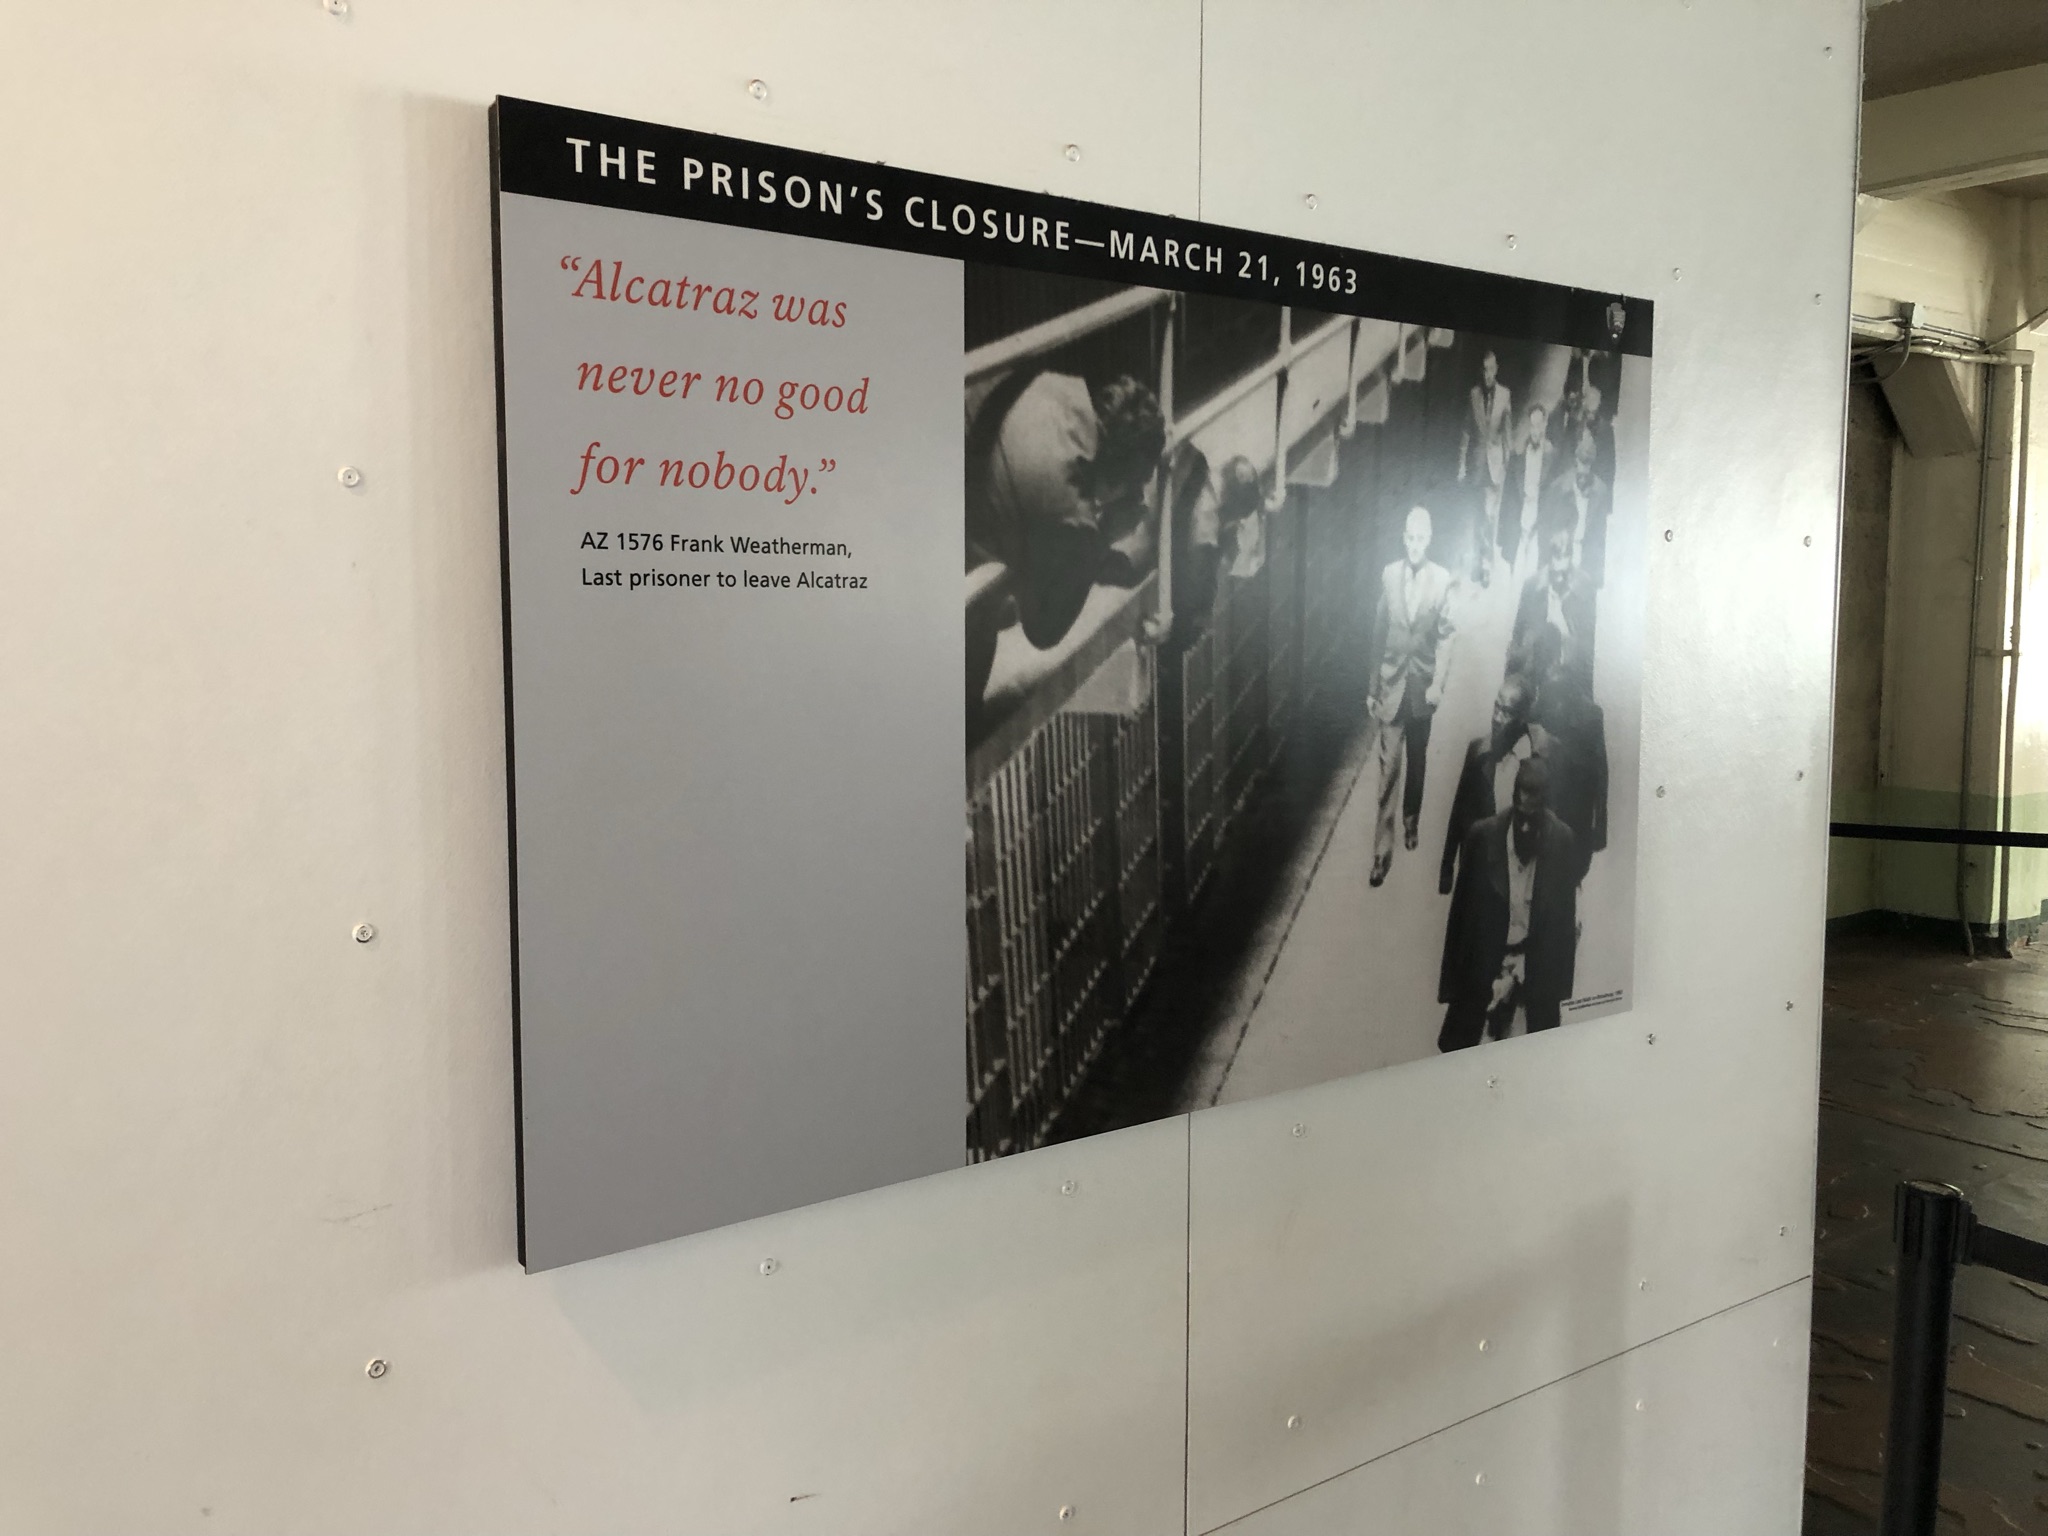 THE PRISON'S CLOSURE—MARCH 21, 1963
“Alcatraz was
never no good
for nobody.”
AZ 1576 Frank Weatherman,
Last prisoner to leave Alcatraz